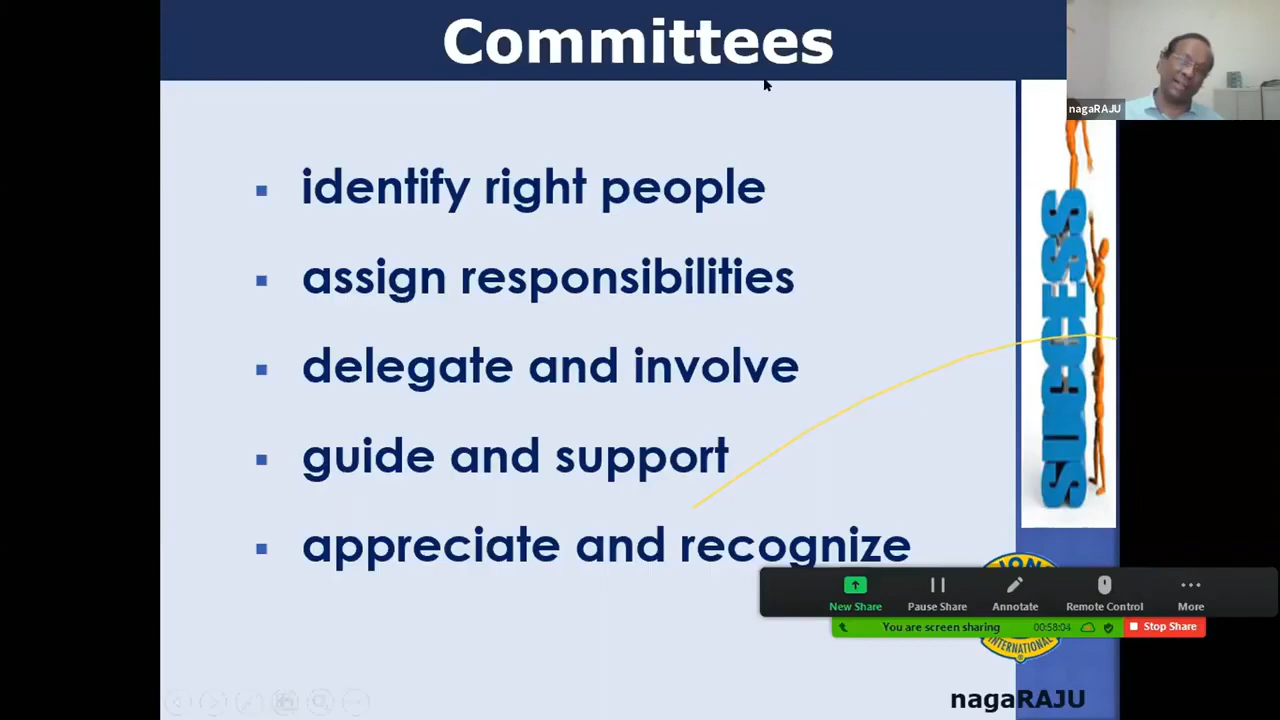 Committees
nagaRAJU
▪ identify right people
▪ assign responsibilities
▪ delegate and involve
▪ guide and support
▪ appreciate and recognize
SUCCESS
New Share
Pause Share
Annotate
Remote Control
More
You are screen sharing
00:58:04
Stop Share
INTERNATIONAL
nagaRAJU